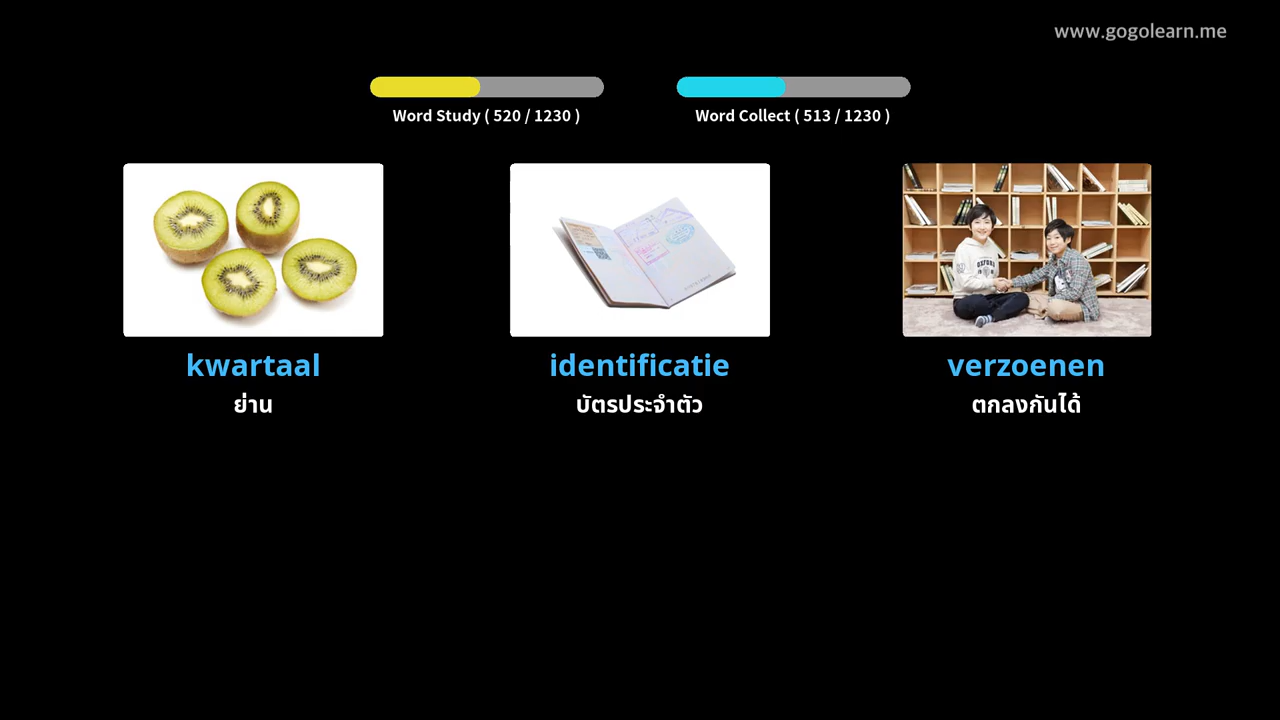 www.gogolearn.me
Word Study ( 520 / 1230 )
Word Collect ( 513 / 1230 )
kwartaal
identificatie
verzoenen
ย่าน
บัตรประจำตัว
ตกลงกันได้